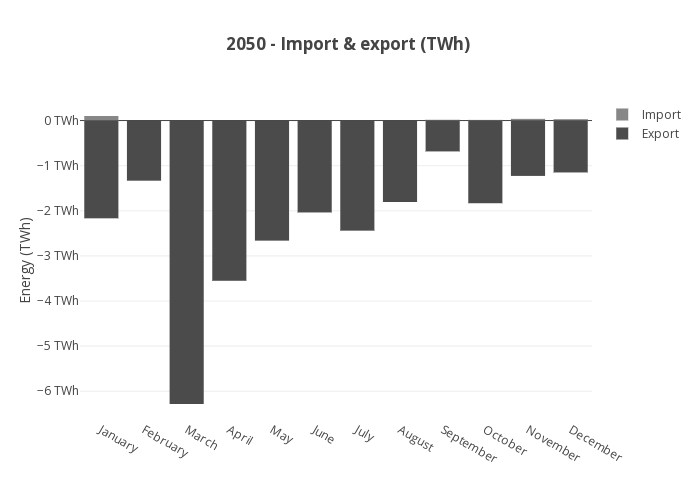 2050 - Import & export (TWh)
Import
Export
0 TWh
−1 TWh
−2 TWh
−3 TWh
−4 TWh
−5 TWh
−6 TWh
Energy (TWh)
January
February
March
April
May
June
July
August
September
October
November
December